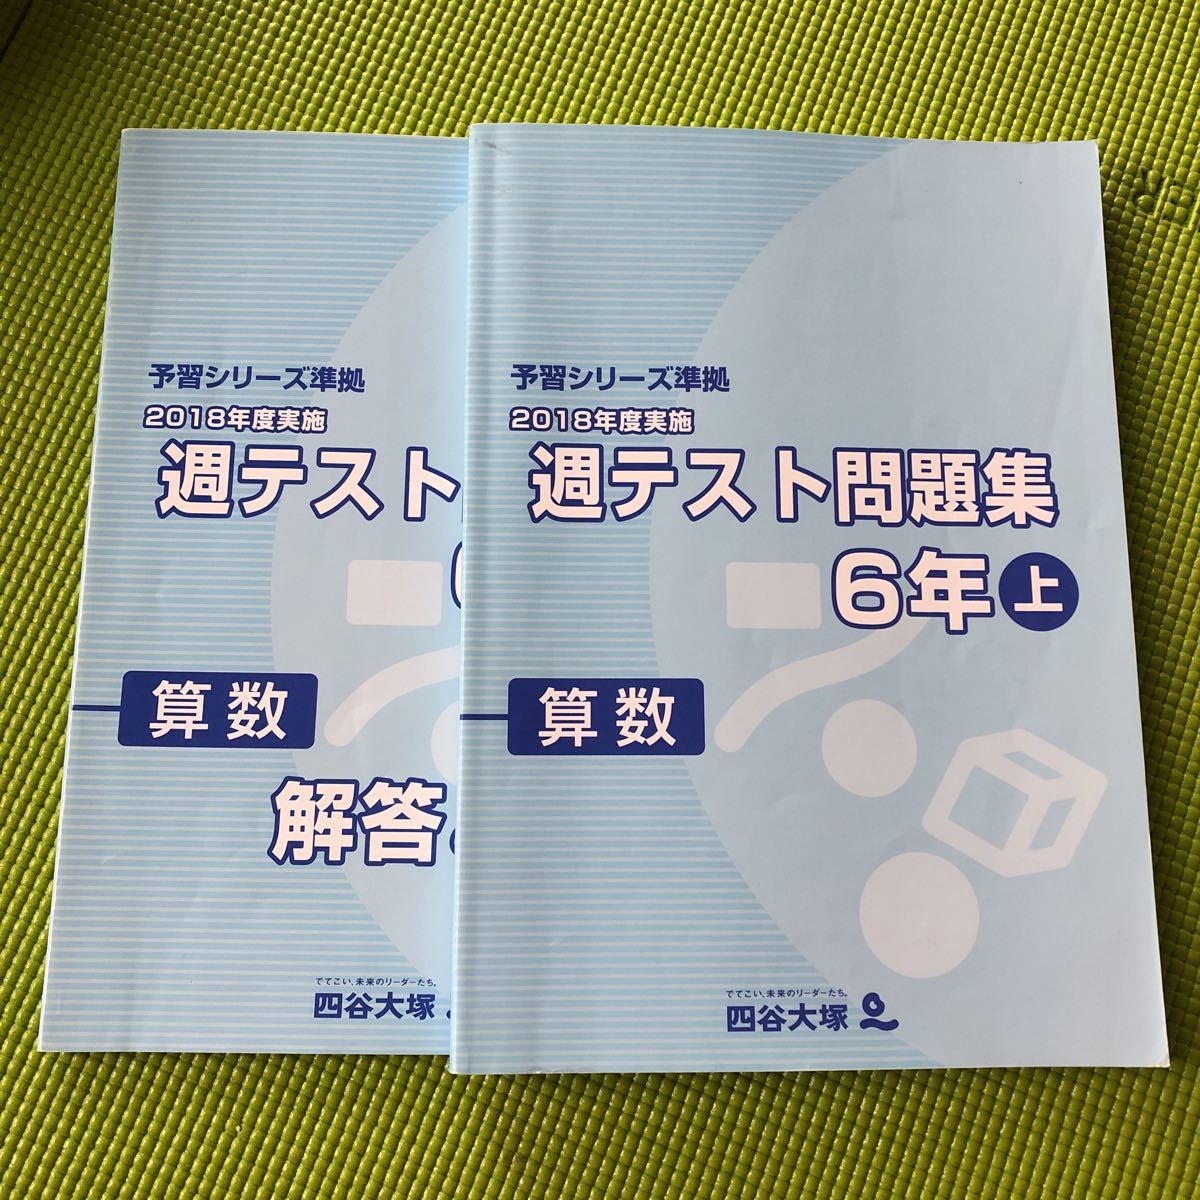 予習シリーズ準拠
2018年度実施
週テスト
算数
解答
でてこい、未来のリーダーたち。
四谷大塚
予習シリーズ準拠
2018年度実施
週テスト問題集
6年 上
算数
でてこい、未来のリーダーたち。
四谷大塚